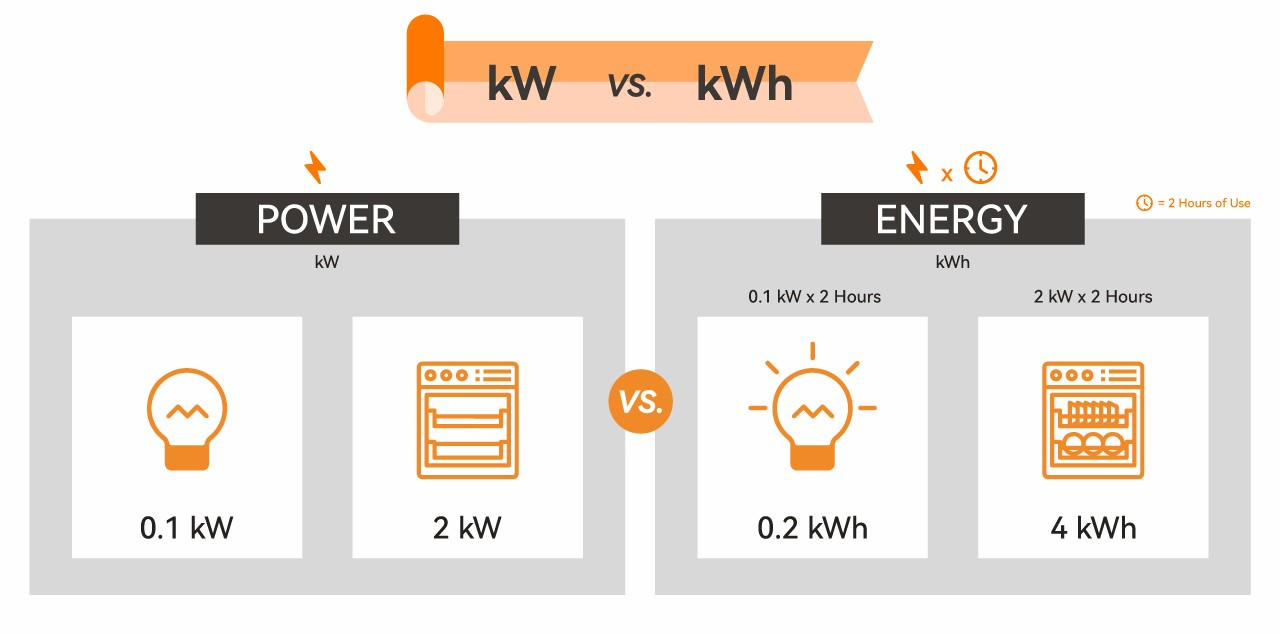 kW vs. kWh
x
POWER
kW
0.1 kW
2 kW
VS.
ENERGY
= 2 Hours of Use
kWh
0.1 kW x 2 Hours
2 kW x 2 Hours
0.2 kWh
4 kWh